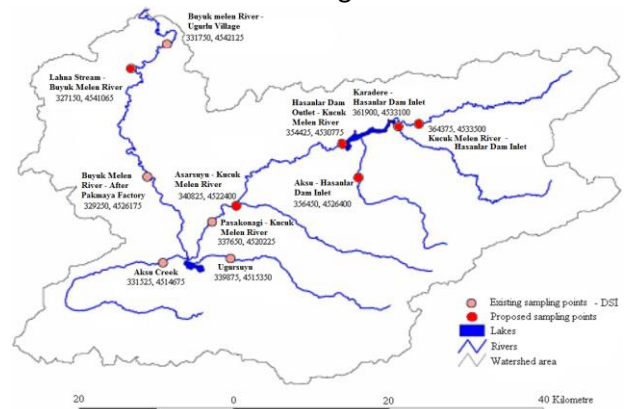 Buyuk melen River -
Ugurlu Village
331750, 4542125
Lahna Stream -
Buyuk Melen River
327150, 4541065
Karadere -
Hasanlar Dam Inlet
361900, 4533100
Hasanlar Dam
Outlet - Kucuk
Melen River
354425, 4530775
364375, 4533500
Kucuk Melen River -
Hasanlar Dam Inlet
Buyuk Melen
River - After
Pakmaya Factory
329250, 4526175
Asarsuyu - Kucuk
Melen River
340825, 4522400
Aksu - Hasanlar
Dam Inlet
356450, 4526400
Pasakonagi - Kucuk
Melen River
337650, 4520225
Aksu Creek
331525, 4514675
Ugursuyu
339875, 4515350
Existing sampling points - DSI
Proposed sampling points
Lakes
Rivers
Watershed area
20 0 20 40 Kilometre